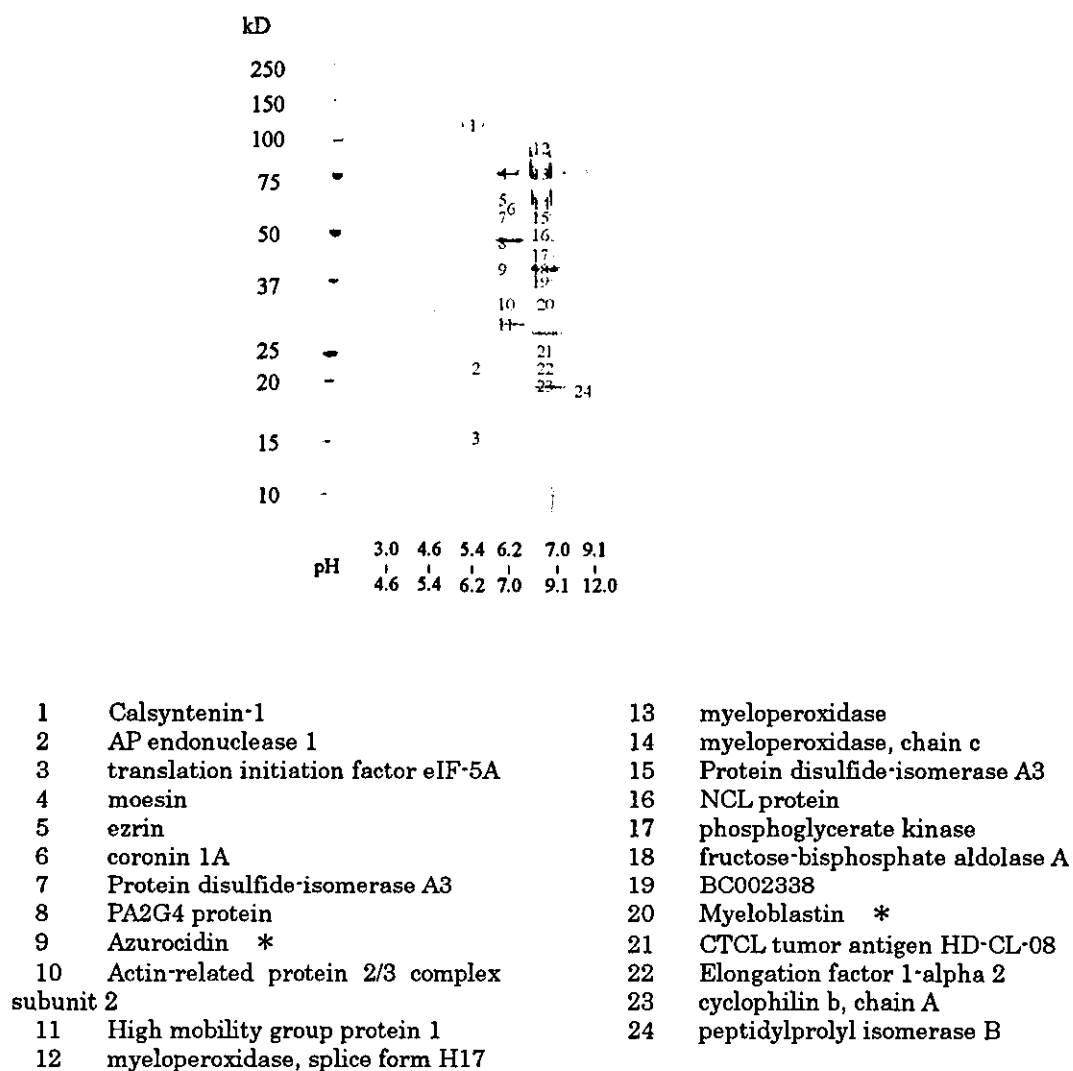 kD
250
150
100
75
50
37
25
20
15
10
1
12
4
13
5
6
14
7
15
8
16
17
9
18
19
10
20
11
21
2
22
23
24
3
3.0 4.6 5.4 6.2 7.0 9.1
pH
4.6 5.4 6.2 7.0 9.1 12.0
1 Calsyntenin-1
2 AP endonuclease 1
3 translation initiation factor eIF-5A
4 moesin
5 ezrin
6 coronin 1A
7 Protein disulfide-isomerase A3
8 PA2G4 protein
9 Azurocidin *
10 Actin-related protein 2/3 complex
subunit 2
11 High mobility group protein 1
12 myeloperoxidase, splice form H17
13 myeloperoxidase
14 myeloperoxidase, chain c
15 Protein disulfide-isomerase A3
16 NCL protein
17 phosphoglycerate kinase
18 fructose-bisphosphate aldolase A
19 BC002338
20 Myeloblastin *
21 CTCL tumor antigen HD-CL-08
22 Elongation factor 1-alpha 2
23 cyclophilin b, chain A
24 peptidylprolyl isomerase B